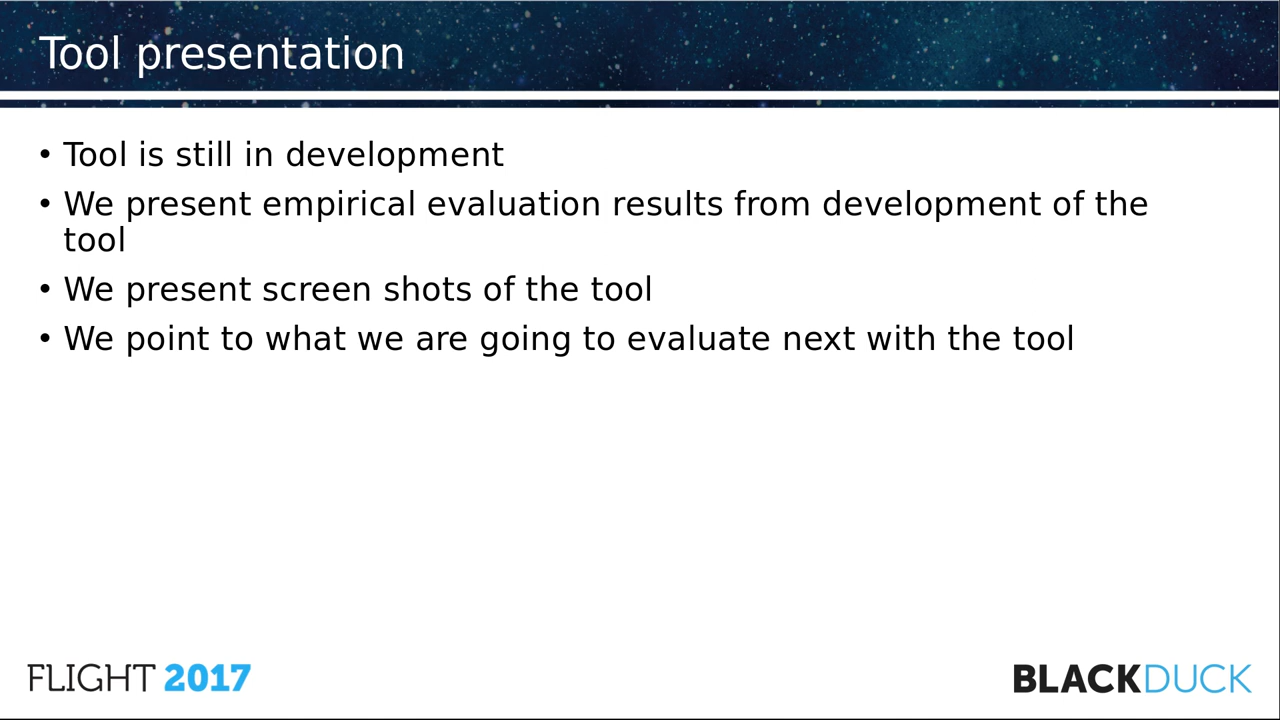 Tool presentation
• Tool is still in development
• We present empirical evaluation results from development of the
tool
• We present screen shots of the tool
• We point to what we are going to evaluate next with the tool
FLIGHT 2017
BLACKDUCK